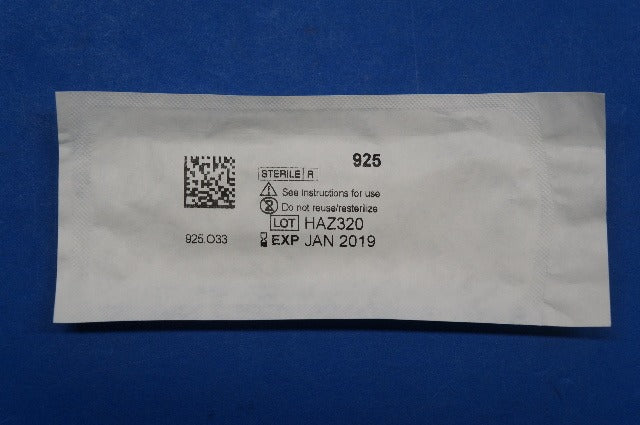 925
STERILE R
See instructions for use
Do not reuse/resterilize
LOT HAZ320
925.O33
EXP JAN 2019